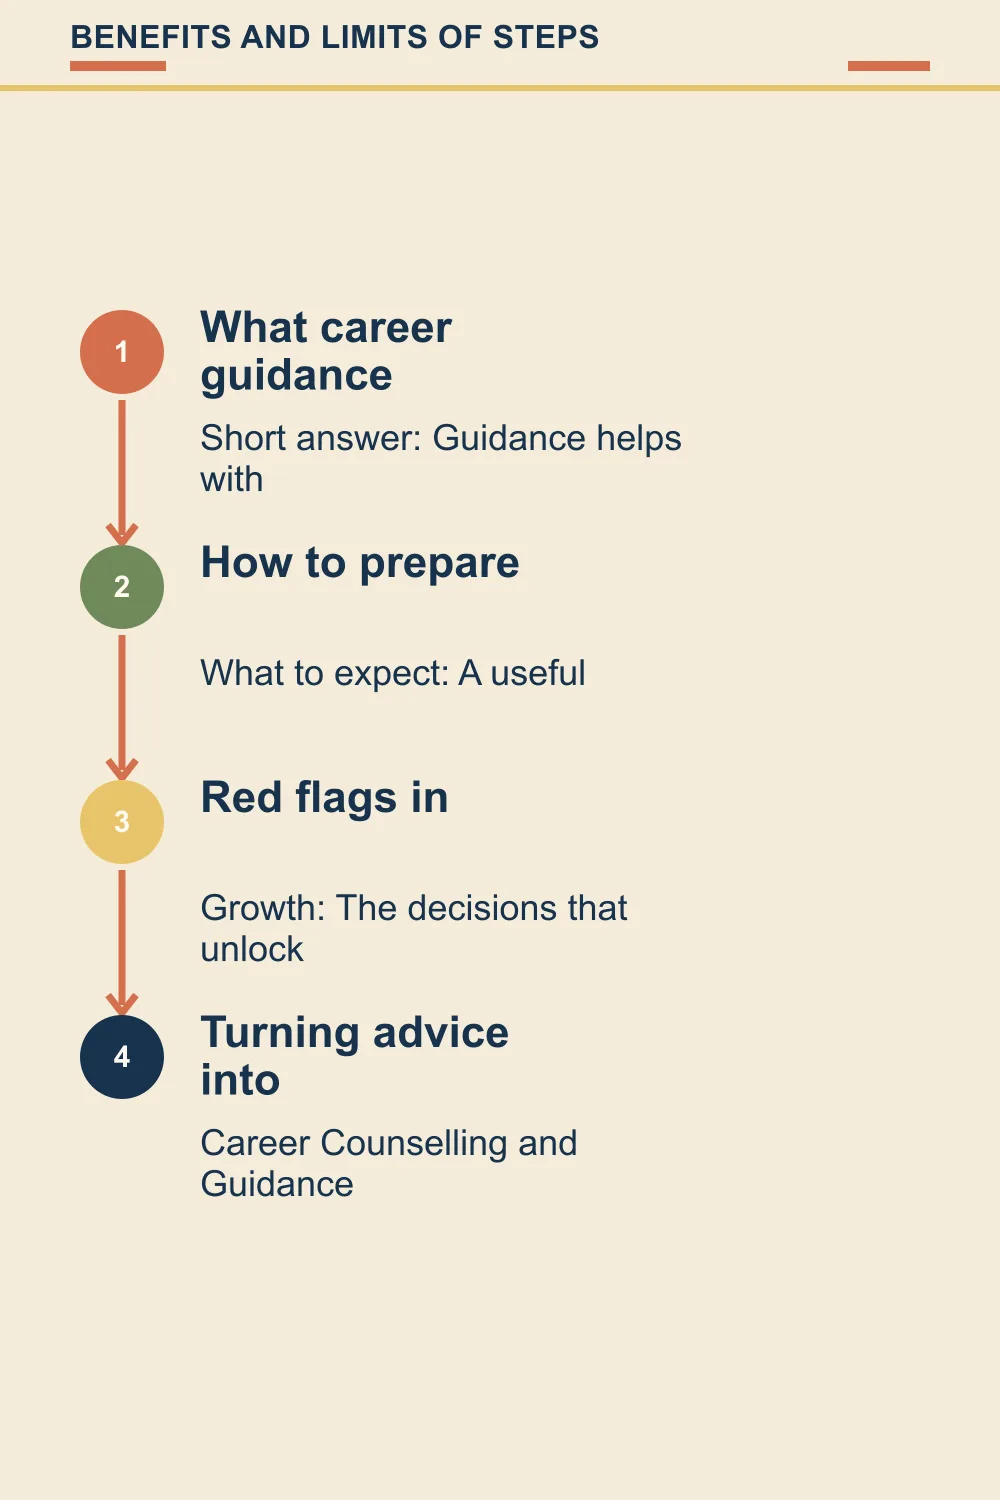 BENEFITS AND LIMITS OF STEPS
1
What career
guidance
Short answer: Guidance helps
with
2
How to prepare
What to expect: A useful
3
Red flags in
Growth: The decisions that
unlock
4
Turning advice
into
Career Counselling and
Guidance